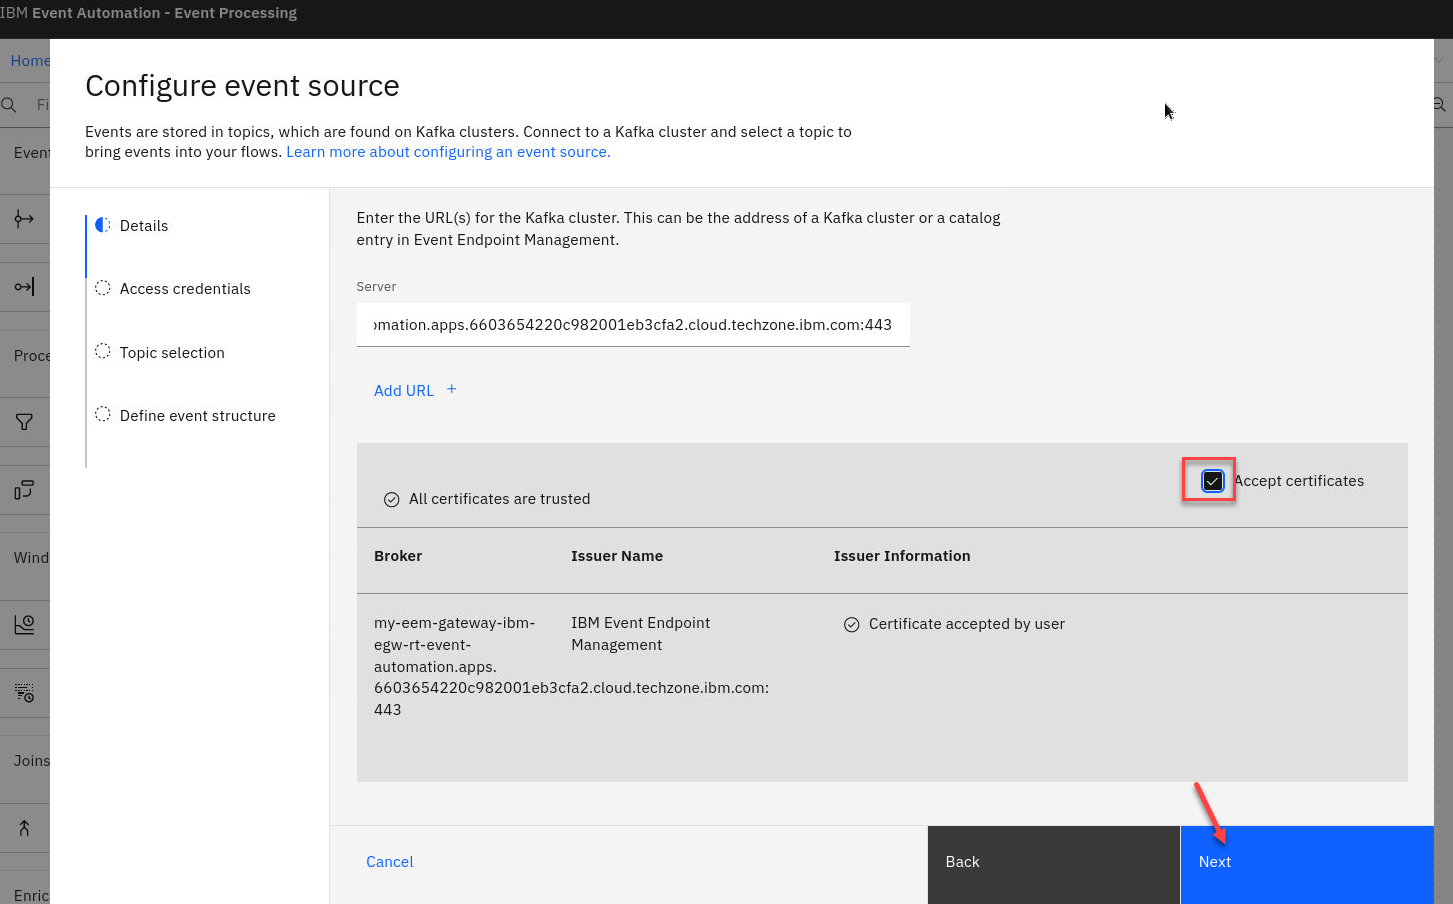 IBM Event Automation - Event Processing
Home
Fi
Configure event source
Events are stored in topics, which are found on Kafka clusters. Connect to a Kafka cluster and select a topic to
bring events into your flows. Learn more about configuring an event source.
Event
Proce
Wind
Joins
Enric
Details
Access credentials
Topic selection
Define event structure
Enter the URL(s) for the Kafka cluster. This can be the address of a Kafka cluster or a catalog
entry in Event Endpoint Management.
Server
omation.apps.6603654220c982001eb3cfa2.cloud.techzone.ibm.com:443
Add URL +
All certificates are trusted
Accept certificates
Broker Issuer Name Issuer Information
my-eem-gateway-ibm-
egw-rt-event-
automation.apps.
6603654220c982001eb3cfa2.cloud.techzone.ibm.com:
443
IBM Event Endpoint
Management
Certificate accepted by user
Cancel
Back
Next